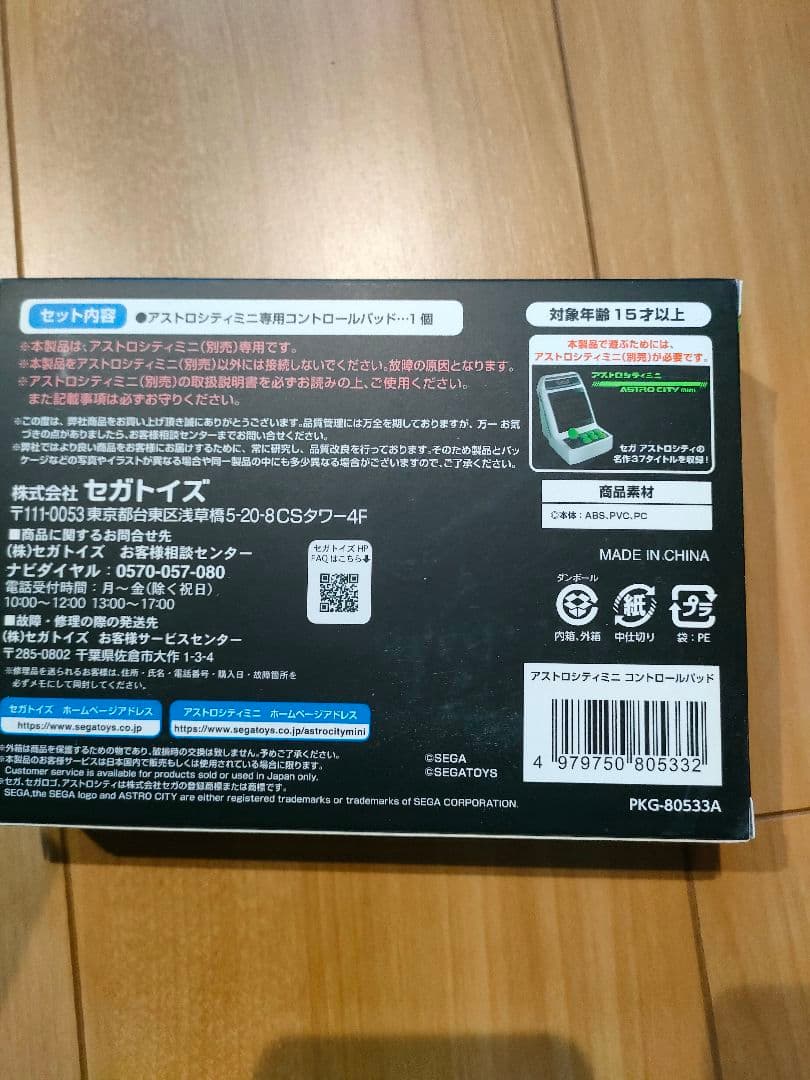 セット内容 ●アストロシティミニ専用コントロールパッド…1個
※本製品は、アストロシティミニ(別売)専用です。
※本製品をアストロシティミニ(別売)以外には接続しないでください。故障の原因となります。
※アストロシティミニ(別売)の取扱説明書を必ずお読みの上、ご使用ください。
また記載事項は必ずお守りください。
※この度は、弊社商品をお買い上げ頂き誠にありがとうございます。品質管理には万全を期しておりますが、万一 お気
づきの点がありましたら、お客様相談センターまでお問い合せください。
※弊社ではより良い商品をお客様にお届けするために、常に研究し、品質改良を行っております。そのため製品とパッ
ケージなどの写真やイラストが異なる場合や同一製品の中にも多少異なる場合がございますので、ご了承ください。
株式会社 セガトイズ
〒111-0053 東京都台東区浅草橋5-20-8CSタワー4F
■商品に関するお問合せ先
(株)セガトイズ お客様相談センター
ナビダイヤル:0570-057-080
電話受付時間:月〜金(除く祝日)
10:00〜12:00 13:00〜17:00
■故障・修理の際の発送先
(株)セガトイズ お客様サービスセンター
〒285-0802 千葉県佐倉市大作 1-3-4
※修理品を送られるお客様は、住所・氏名・電話番号・購入日・故障箇所を
必ずメモにして同封してください。
セガトイズHP
FAQはこちら⬇
セガトイズ ホームページアドレス
https://www.segatoys.co.jp
アストロシティミニ ホームページアドレス
https://www.segatoys.co.jp/astrocitymini
※外箱は商品を保護するための物であり、破損時の交換は致しません。予めご了承ください。
※本製品のお客様サービスは日本国内で販売もしくは使用されている場合に限ります。
Customer service is available for products sold or used in Japan only.
※セガ、セガロゴ、アストロシティは株式会社セガの登録商標または商標です。
SEGA,the SEGA logo and ASTRO CITY are either registered trademarks or trademarks of SEGA CORPORATION.
対象年齢15才以上
本製品で遊ぶためには、
アストロシティミニ(別売)が必要です。
アストロシティミニ
ASTRO CITY mini
セガ アストロシティの
名作37タイトルを収録!
商品素材
◎本体:ABS、PVC、PC
MADE IN CHINA
ダンボール
紙
プラ
内箱、外箱 中仕切り 袋:PE
アストロシティミニ コントロールパッド
4 979750 805332
©SEGA
©SEGATOYS
PKG-80533A